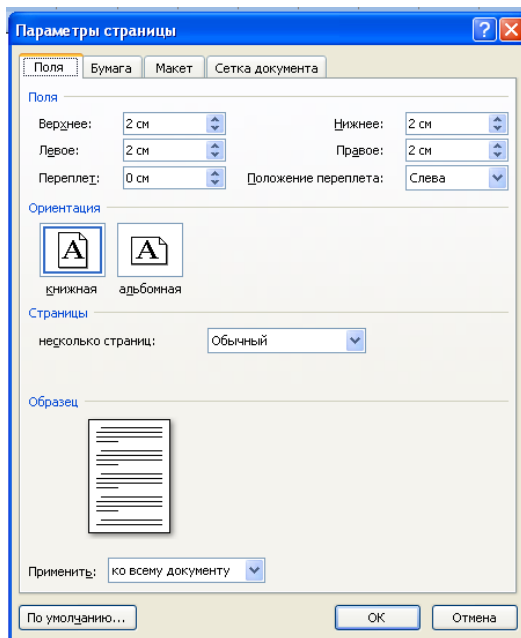 Параметры страницы
Поля Бумага Макет Сетка документа
Поля
Верхнее: 2 см Нижнее: 2 см
Левое: 2 см Правое: 2 см
Переплет: 0 см Положение переплета: Слева
Ориентация
A A
книжная альбомная
Страницы
несколько страниц: Обычный
Образец
Применить: ко всему документу
По умолчанию... ОК Отмена